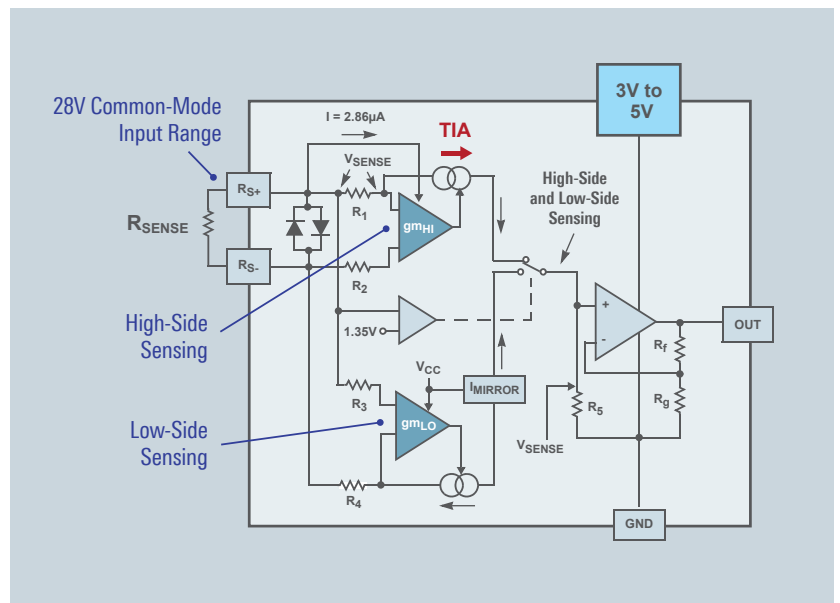 3V to
5V
28V Common-Mode
Input Range
I = 2.86µA
TIA
VSENSE
RS+
R1
gmHI
High-Side
and Low-Side
Sensing
RSENSE
RS-
R2
+
-
OUT
High-Side
Sensing
1.35V
Rf
VCC
IMIRROR
R3
gmLO
R5
Rg
Low-Side
Sensing
VSENSE
R4
GND